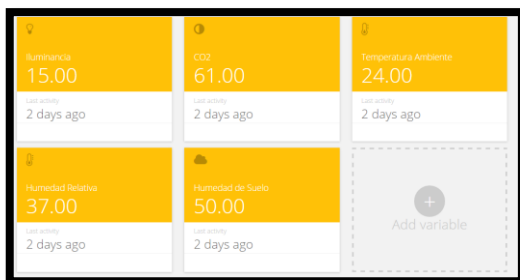 Iluminancia
15.00
Last activity
2 days ago
CO2
61.00
Last activity
2 days ago
Temperatura Ambiente
24.00
Last activity
2 days ago
Humedad Relativa
37.00
Last activity
2 days ago
Humedad de Suelo
50.00
Last activity
2 days ago
Add variable